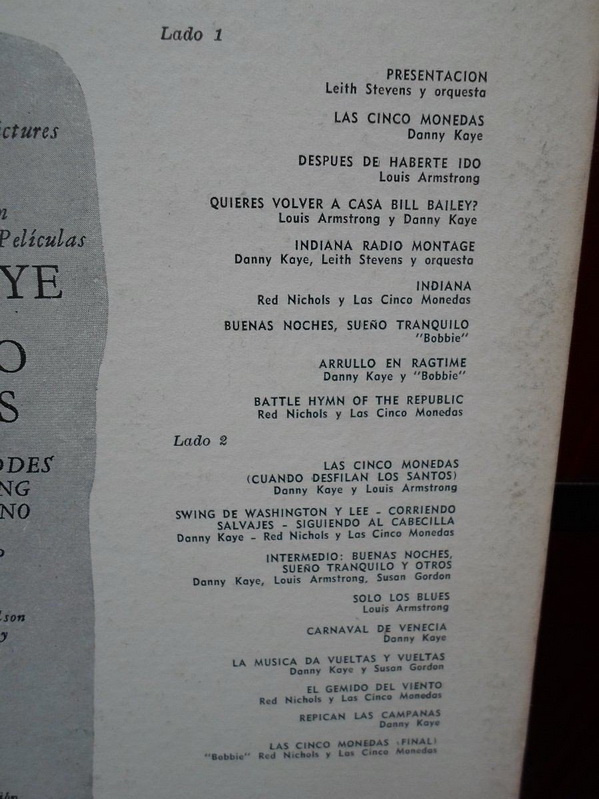 ictures
n
Películas
YE
O
S
ODES
NG
NO
lson
y
Lado 1
PRESENTACION
Leith Stevens y orquesta
LAS CINCO MONEDAS
Danny Kaye
DESPUES DE HABERTE IDO
Louis Armstrong
QUIERES VOLVER A CASA BILL BAILEY?
Louis Armstrong y Danny Kaye
INDIANA RADIO MONTAGE
Danny Kaye, Leith Stevens y orquesta
INDIANA
Red Nichols y Las Cinco Monedas
BUENAS NOCHES, SUEÑO TRANQUILO
"Bobbie"
ARRULLO EN RAGTIME
Danny Kaye y "Bobbie"
BATTLE HYMN OF THE REPUBLIC
Red Nichols y Las Cinco Monedas
Lado 2
LAS CINCO MONEDAS
(CUANDO DESFILAN LOS SANTOS)
Danny Kaye y Louis Armstrong
SWING DE WASHINGTON Y LEE - CORRIENDO
SALVAJES - SIGUIENDO AL CABECILLA
Danny Kaye - Red Nichols y Las Cinco Monedas
INTERMEDIO: BUENAS NOCHES,
SUEÑO TRANQUILO Y OTROS
Danny Kaye, Louis Armstrong, Susan Gordon
SOLO LOS BLUES
Louis Armstrong
CARNAVAL DE VENECIA
Danny Kaye
LA MUSICA DA VUELTAS Y VUELTAS
Danny Kaye y Susan Gordon
EL GEMIDO DEL VIENTO
Red Nichols y Las Cinco Monedas
REPICAN LAS CAMPANAS
Danny Kaye
LAS CINCO MONEDAS (FINAL)
"Bobbie" Red Nichols y Las Cinco Monedas